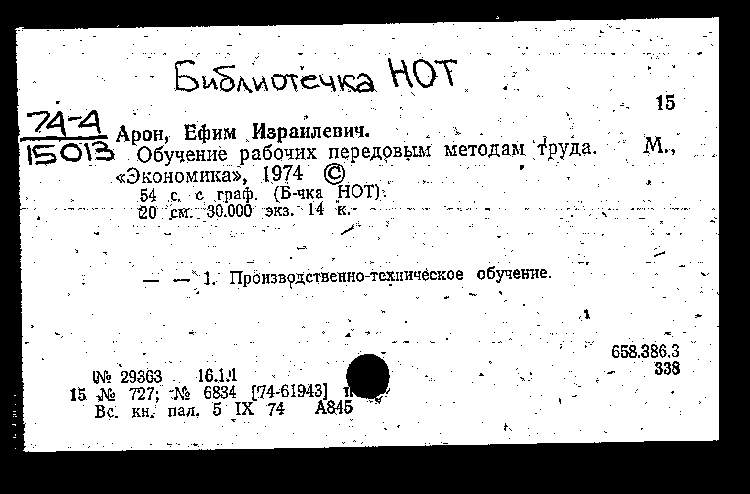 Библиотечка НОТ
15
74-4
15013
Арон, Ефим Израилевич.
Обучение рабочих передовым методам труда. М.,
«Экономика», 1974 ©
54 с. с граф. (Б-чка НОТ).
20 см. 30.000 экз. 14 к.
— — 1. Производственно-техническое обучение.
658.386.3
338
№ 29363 16.1.1
15 № 727; № 6834 [74-61943]
Вс. кн. пал. 5 IX 74 А845